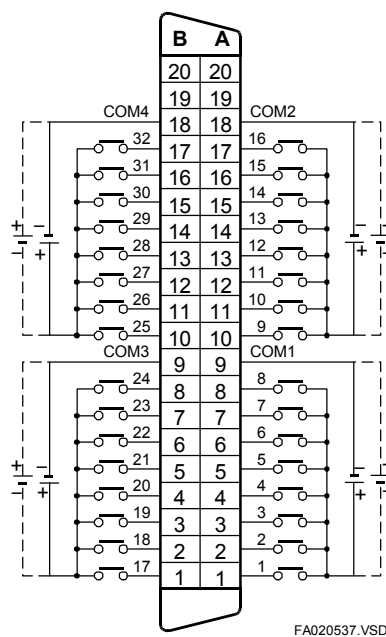 B A
20 20
19 19
COM4 18 18 COM2
32 17 17 16
31 16 16 15
30 15 15 14
29 14 14 13
+ − 28 13 13 12 − +
− + 27 12 12 11 + −
26 11 11 10
25 10 10 9
COM3 9 9 COM1
24 8 8 8
23 7 7 7
22 6 6 6
21 5 5 5
+ − 20 4 4 4 − +
− + 19 3 3 3 + −
18 2 2 2
17 1 1 1
FA020537.VSD